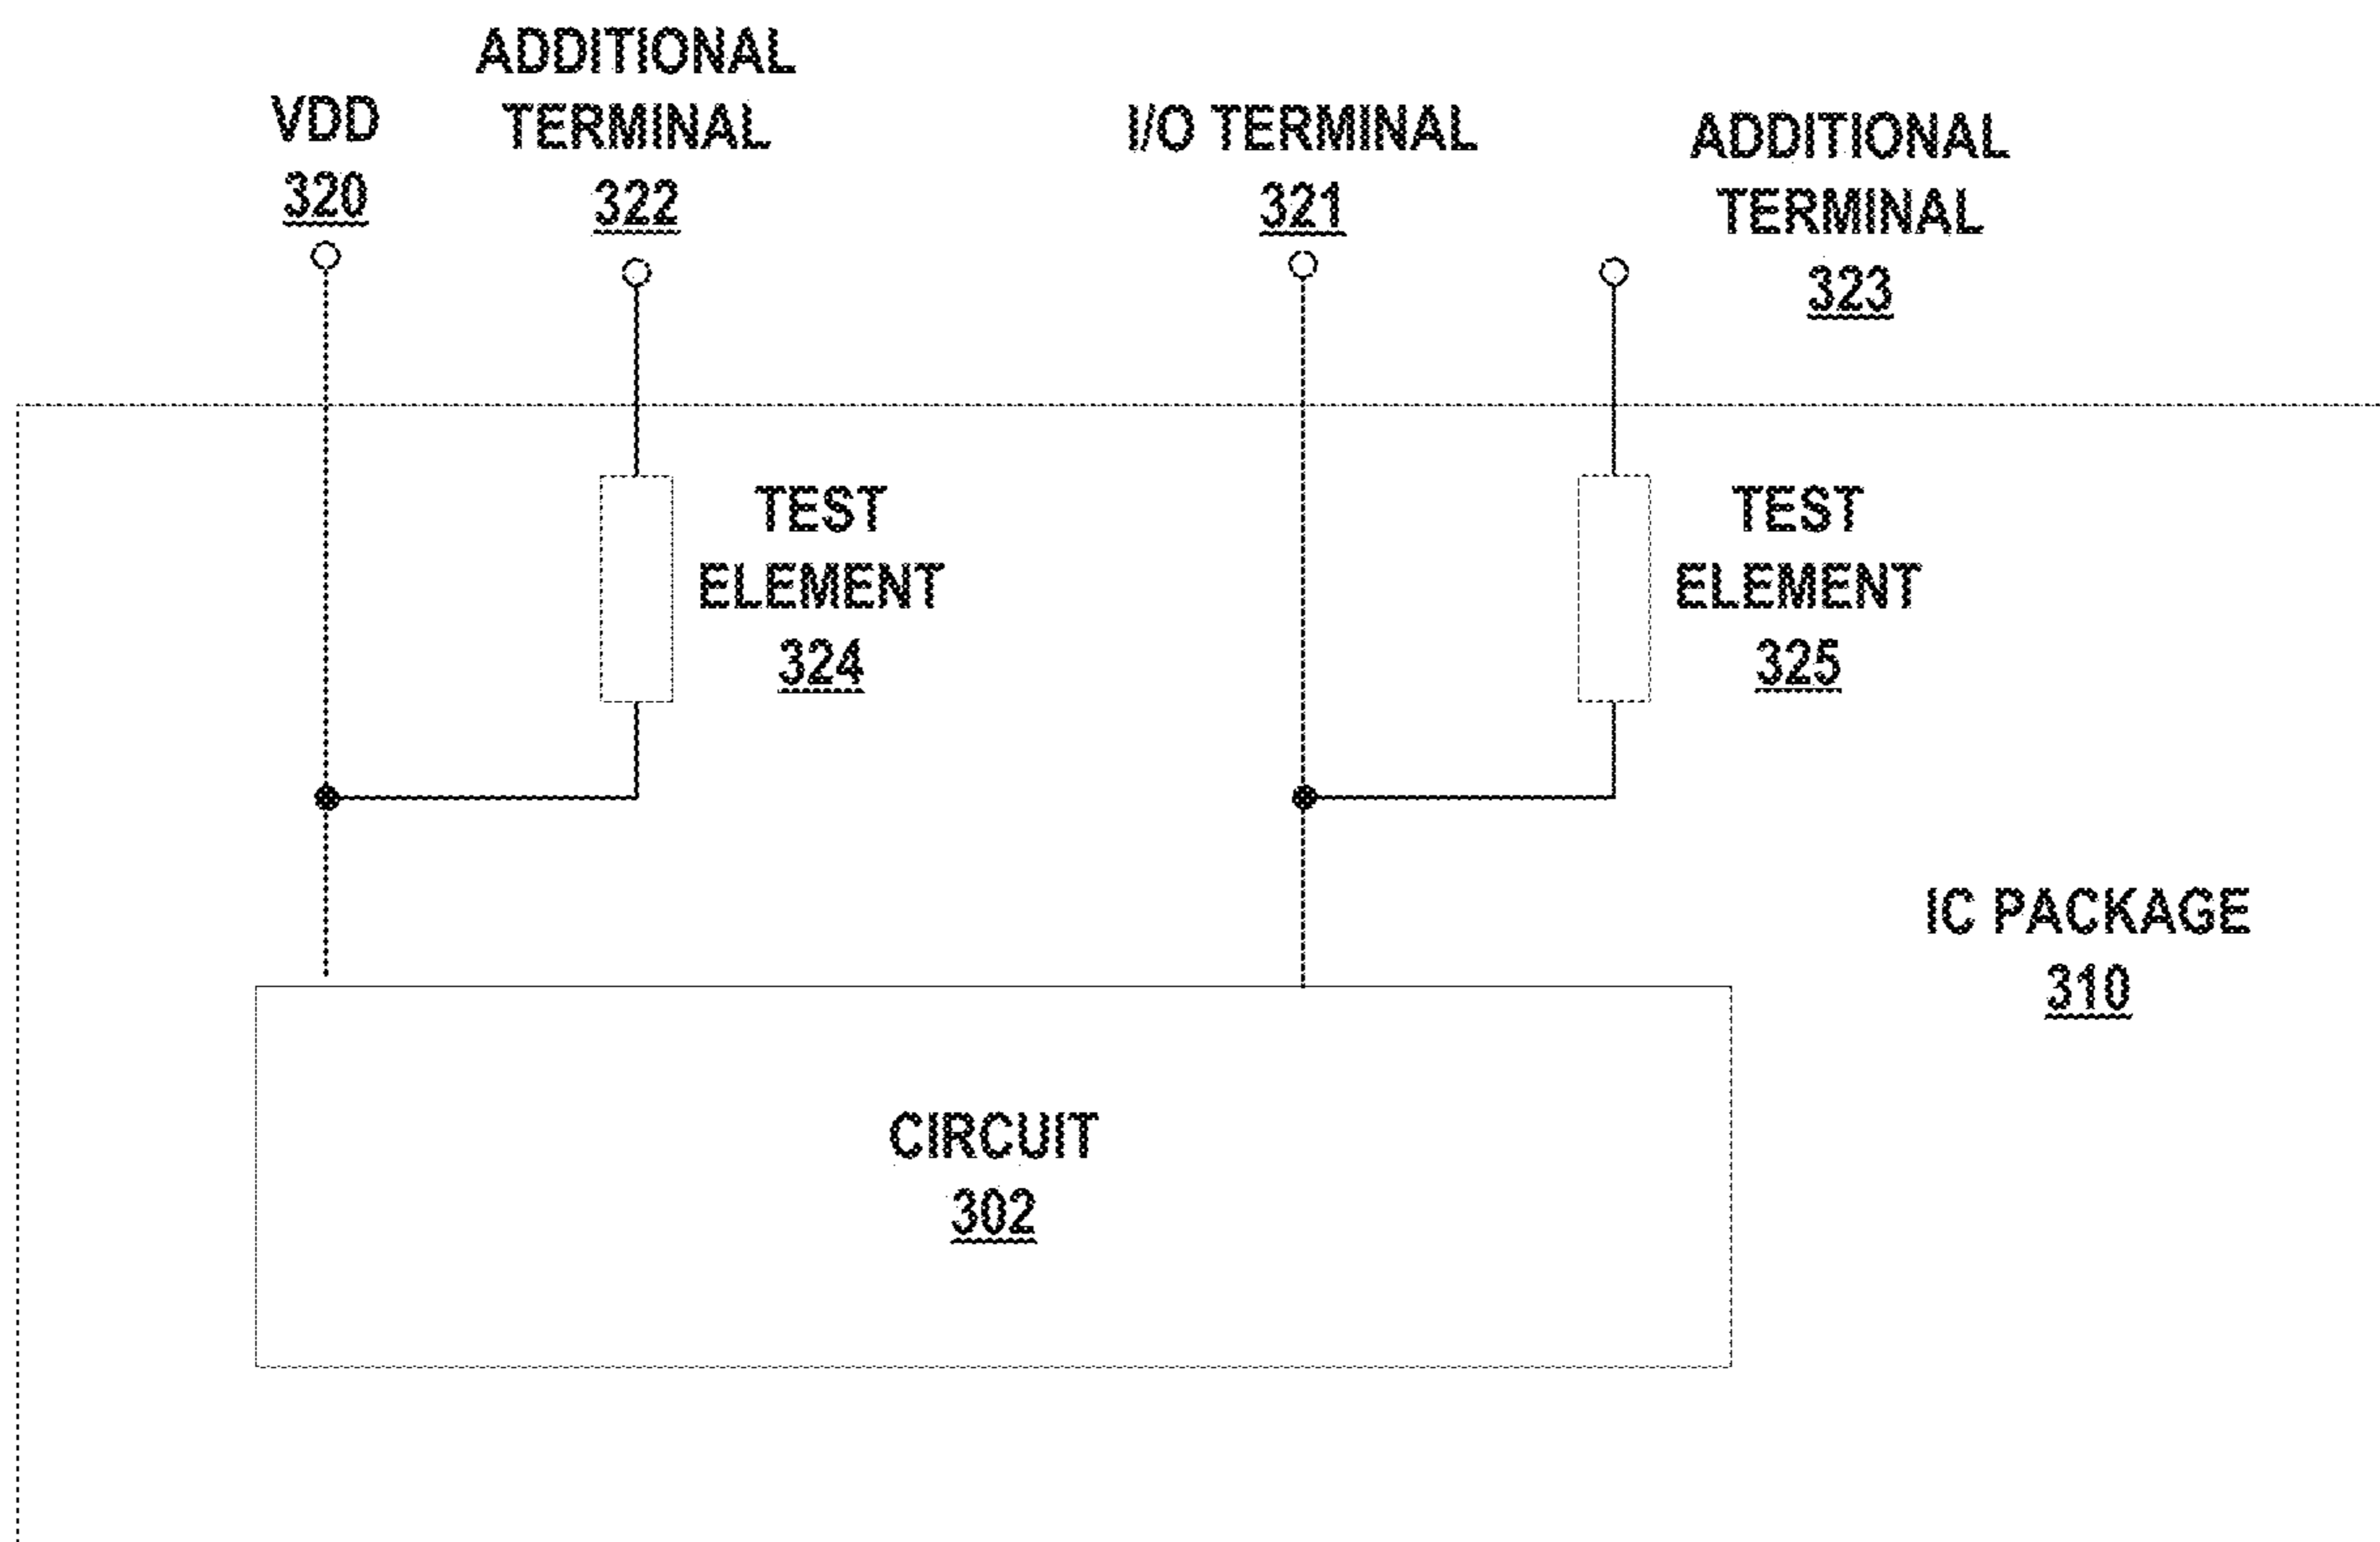 VDD
320
ADDITIONAL
TERMINAL
322
I/O TERMINAL
321
ADDITIONAL
TERMINAL
323
TEST
ELEMENT
324
TEST
ELEMENT
325
IC PACKAGE
310
CIRCUIT
302